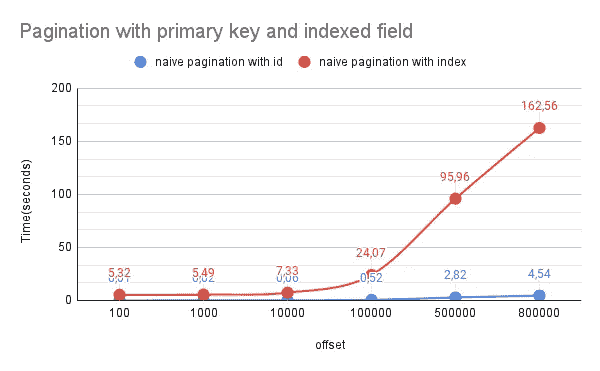 Pagination with primary key and indexed field
naive pagination with id naive pagination with index
200
150
100
50
0
Time(seconds)
5,32 5,49 7,33 24,07 95,96 162,56
0,01 0,02 0,06 0,52 2,82 4,54
100 1000 10000 100000 500000 800000
offset